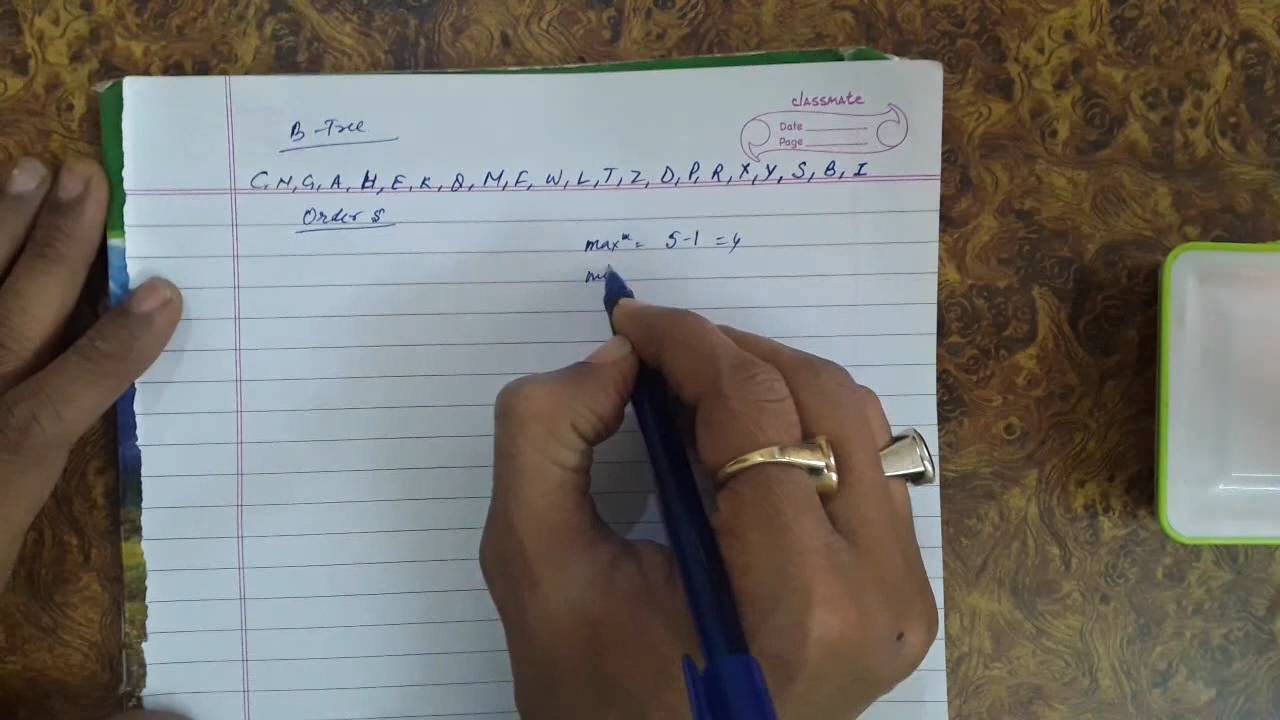 classmate
Date
Page
B-Tree
C, N, G, A, H, E, K, Q, M, F, W, L, T, Z, D, P, R, X, Y, S, B, I
Order 5
max^m = 5-1 = 4